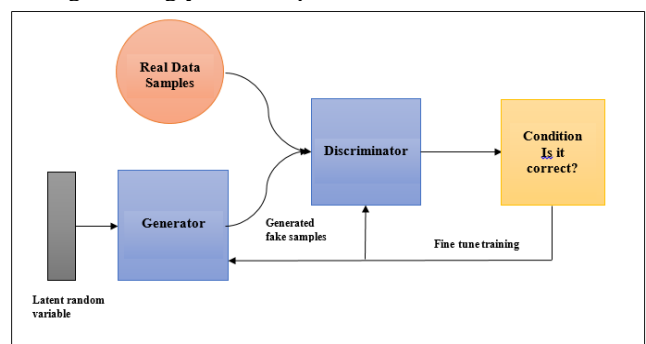 Real Data
Samples
Discriminator
Condition
Is it
correct?
Generator
Generated
fake samples
Fine tune training
Latent random
variable